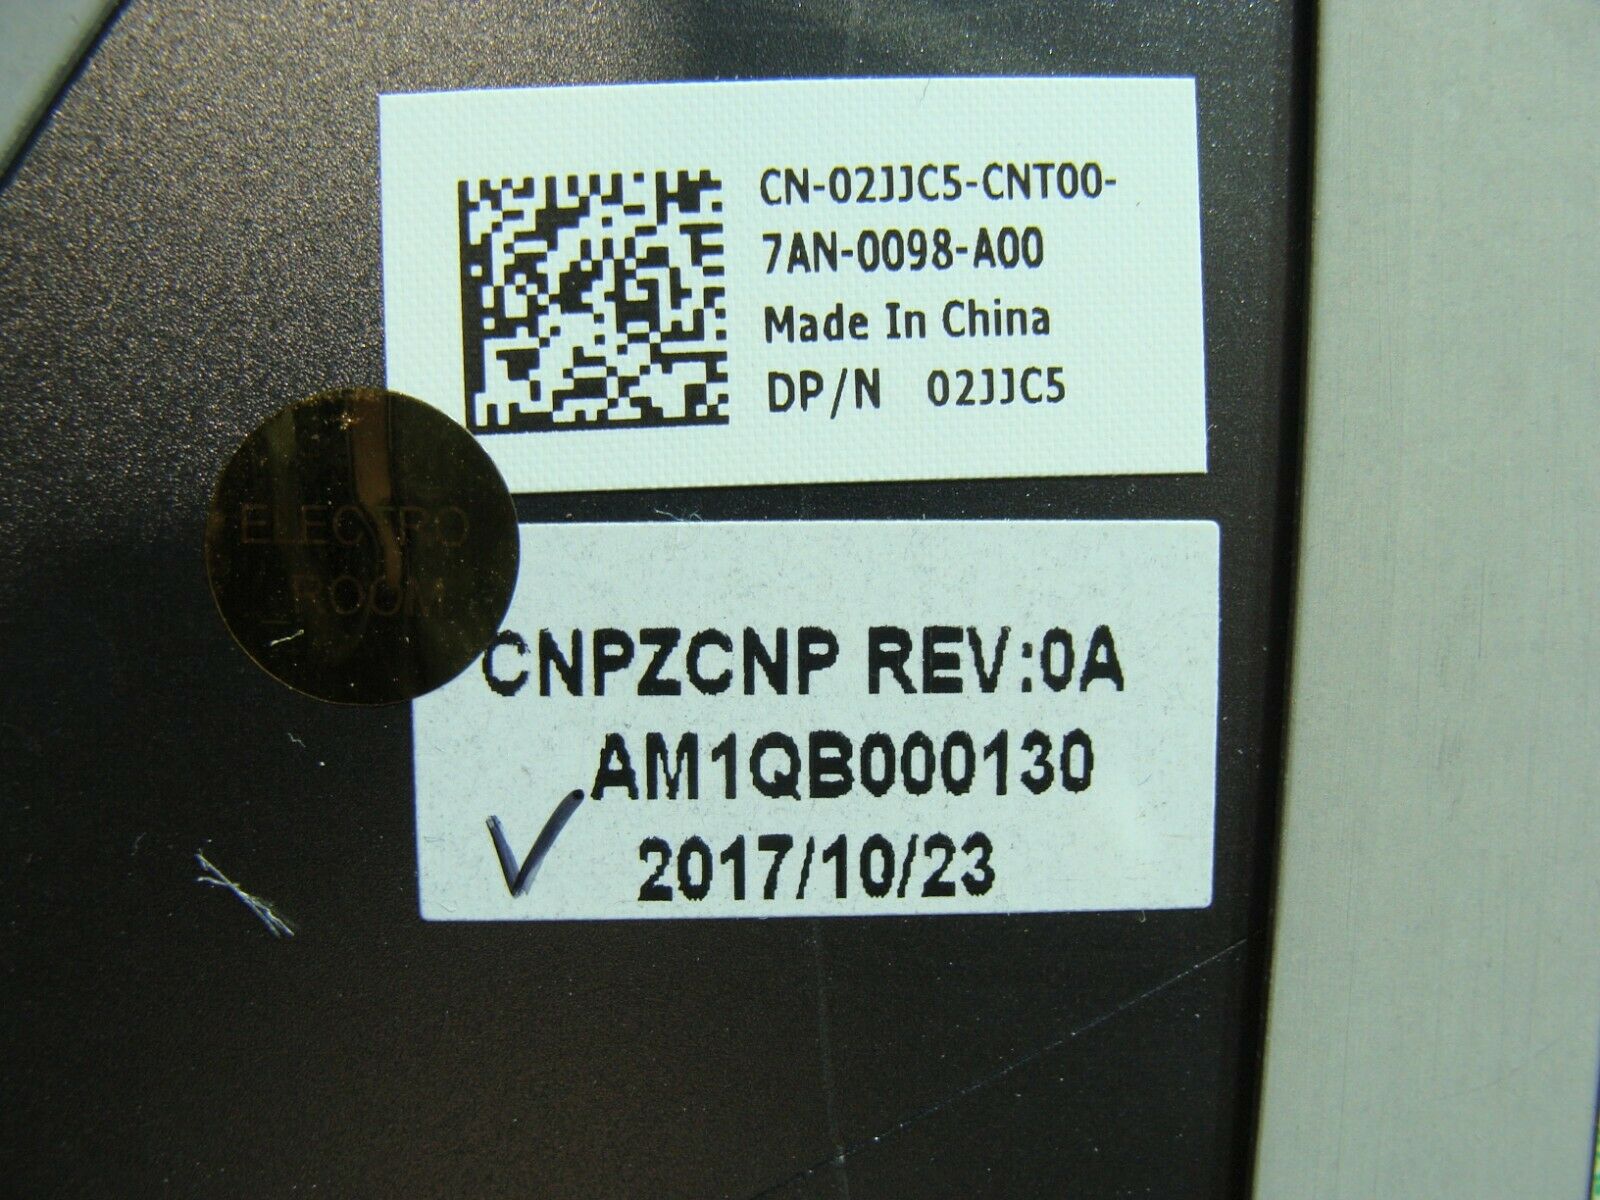 CN-02JJC5-CNT00-
7AN-0098-A00
Made In China
DP/N 02JJC5
ELECTRO
ROOM
CNPZCNP REV:0A
AM1QB000130
2017/10/23